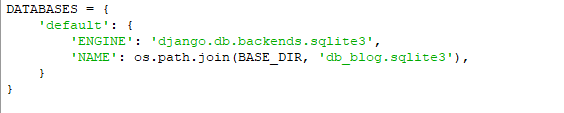 DATABASES = {
    'default': {
        'ENGINE': 'django.db.backends.sqlite3',
        'NAME': os.path.join(BASE_DIR, 'db_blog.sqlite3'),
    }
}